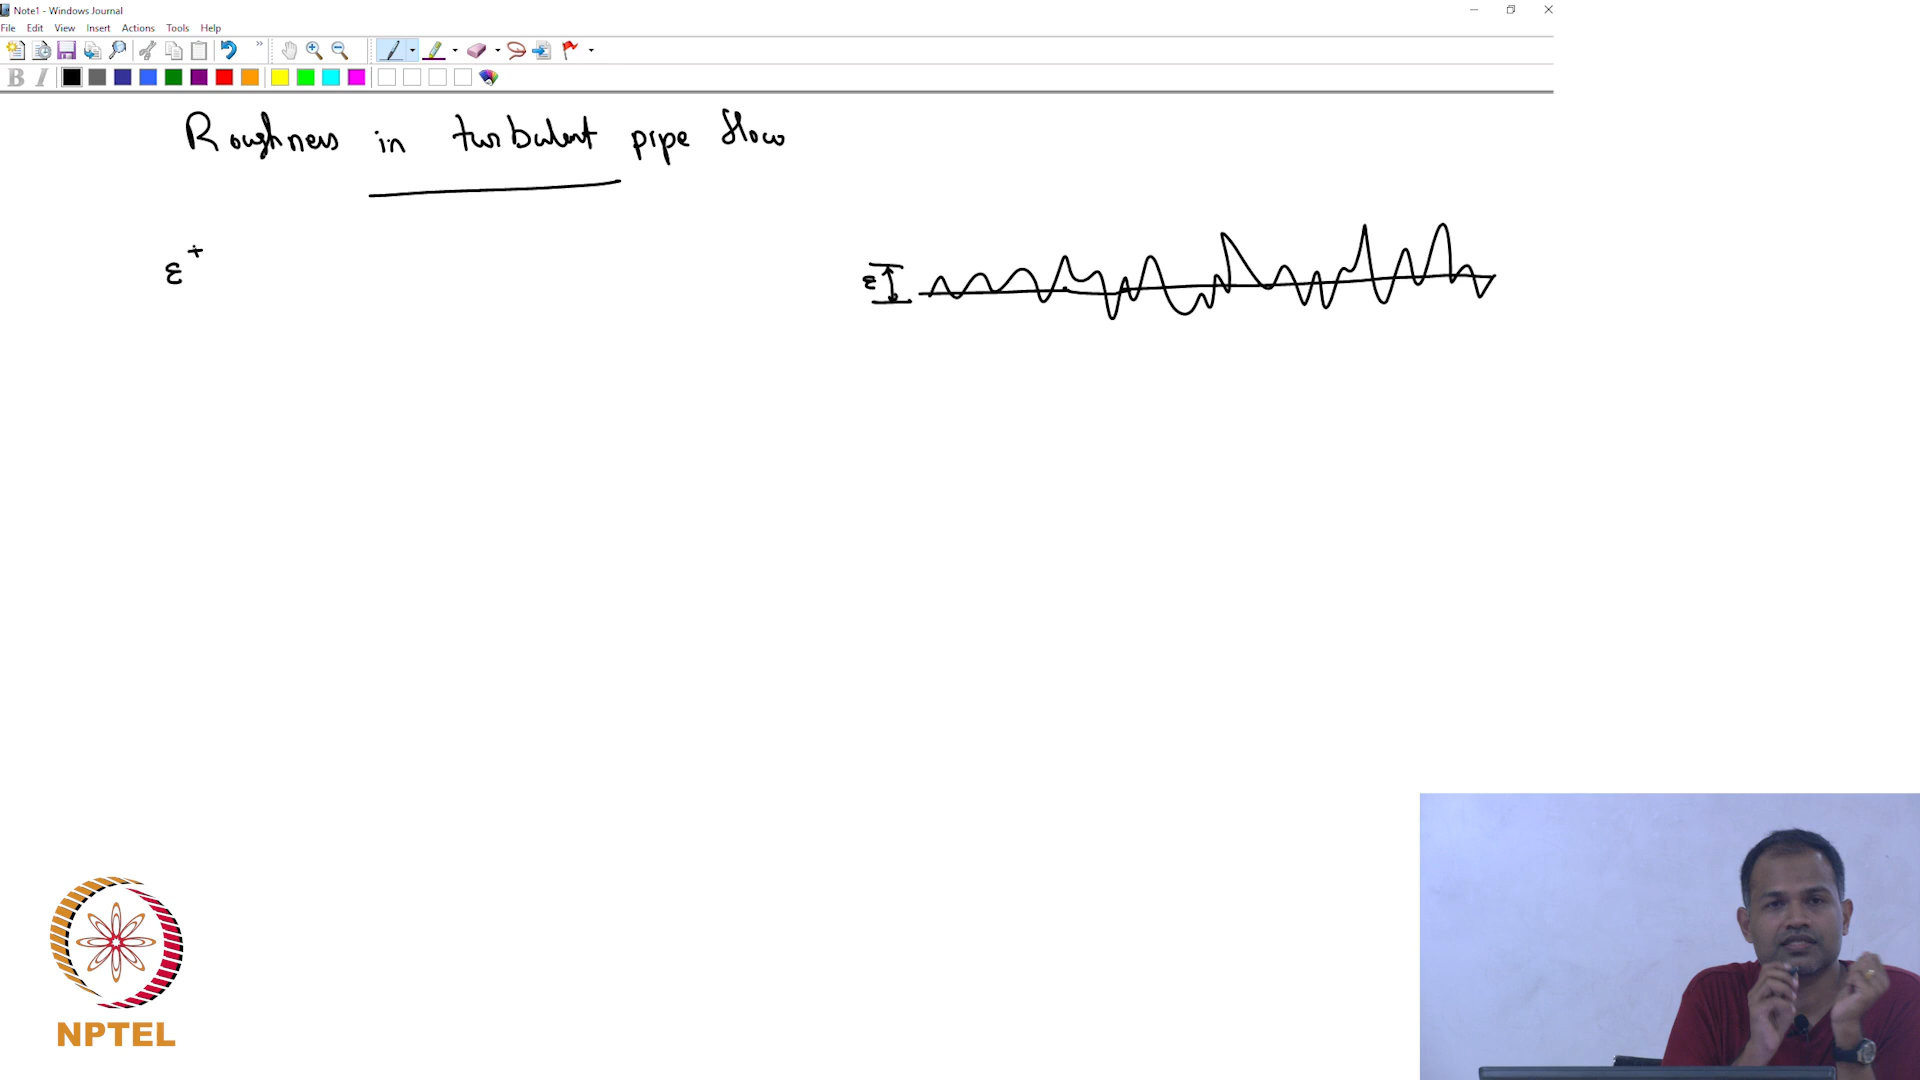 Note1 - Windows Journal
File Edit View Insert Actions Tools Help
B I
Roughness in turbulent pipe flow
ε+
ε
NPTEL